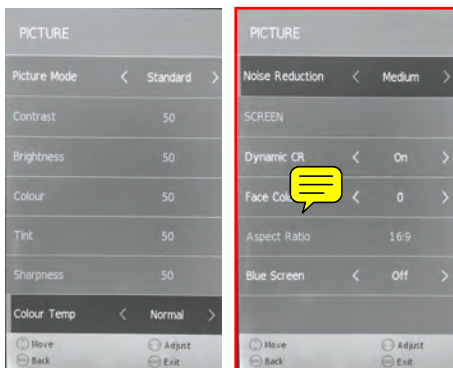 PICTURE
Picture Mode < Standard >
Contrast 50
Brightness 50
Colour 50
Tint 50
Sharpness 50
Colour Temp < Normal >
Move Adjust
Back Exit
PICTURE
Noise Reduction < Medium >
SCREEN
Dynamic CR < On >
Face < 0 >
Aspect Ratio 16:9
Blue Screen < Off >
Move Adjust
Back Exit